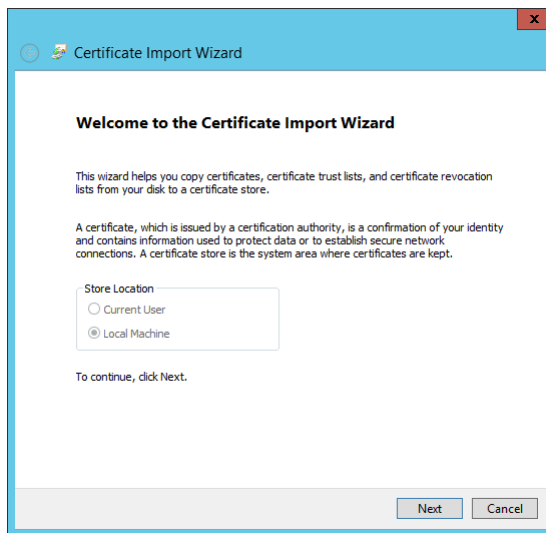 x
Certificate Import Wizard
Welcome to the Certificate Import Wizard
This wizard helps you copy certificates, certificate trust lists, and certificate revocation
lists from your disk to a certificate store.
A certificate, which is issued by a certification authority, is a confirmation of your identity
and contains information used to protect data or to establish secure network
connections. A certificate store is the system area where certificates are kept.
Store Location
Current User
Local Machine
To continue, click Next.
Next Cancel